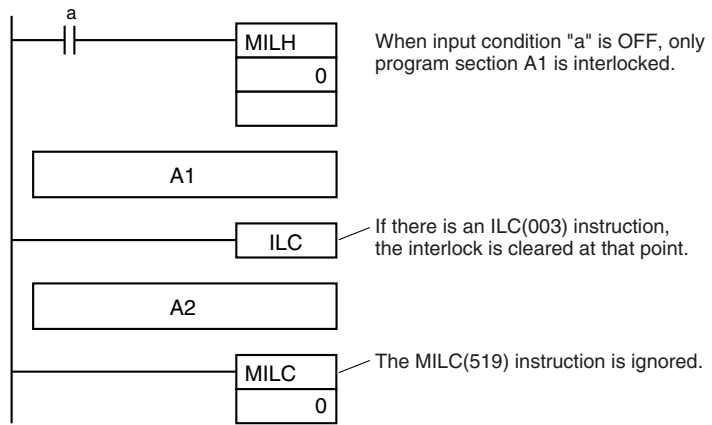 a
MILH
0
When input condition "a" is OFF, only
program section A1 is interlocked.
A1
ILC
If there is an ILC(003) instruction,
the interlock is cleared at that point.
A2
MILC
0
The MILC(519) instruction is ignored.